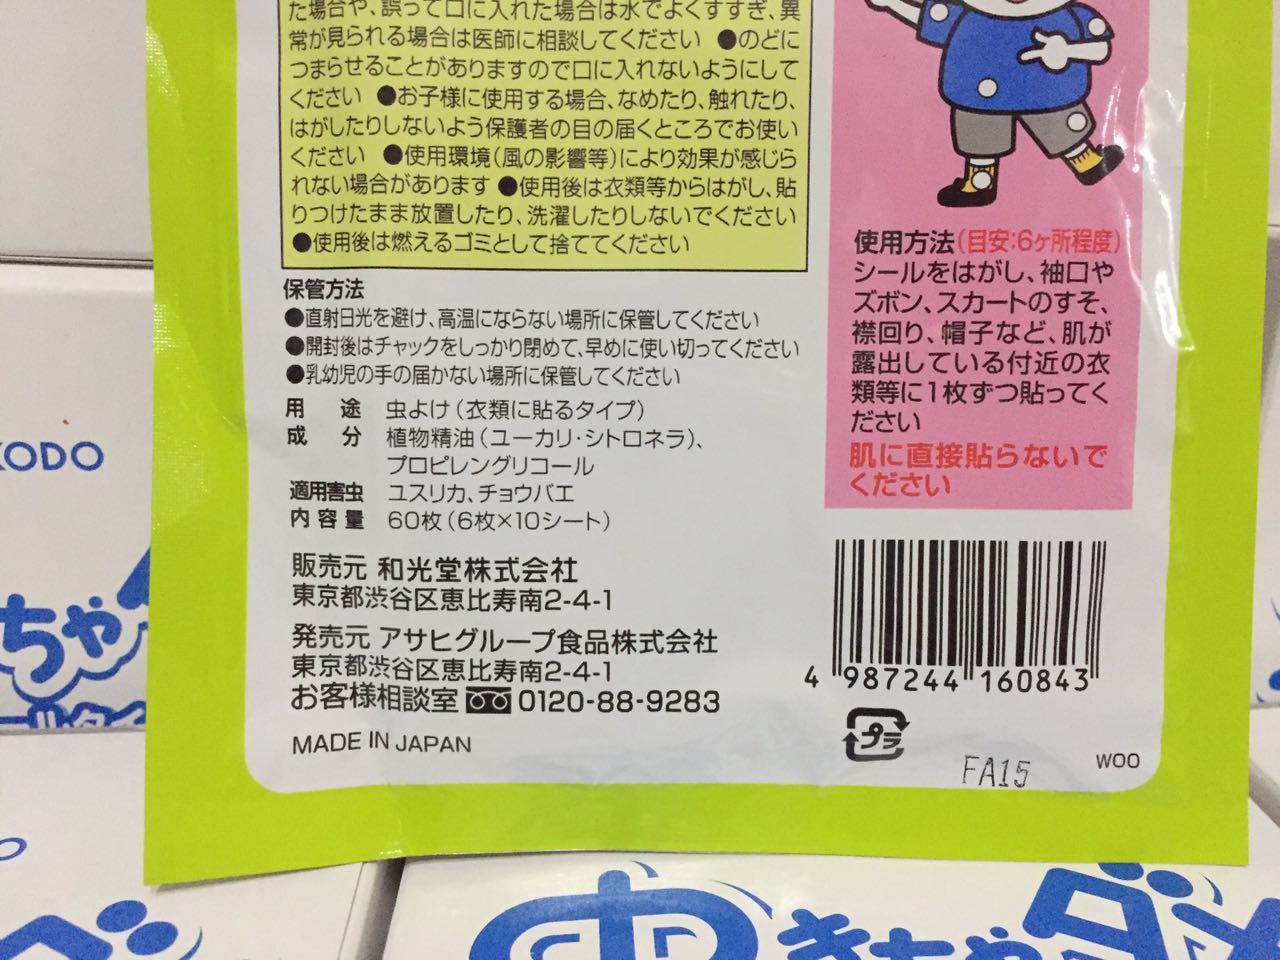 た場合や、誤って口に入れた場合は水でよくすすぎ、異
常が見られる場合は医師に相談してください ●のどに
つまらせることがありますので口に入れないようにして
ください ●お子様に使用する場合、なめたり、触れたり、
はがしたりしないよう保護者の目の届くところでお使い
ください ●使用環境(風の影響等)により効果が感じら
れない場合があります ●使用後は衣類等からはがし、貼
りつけたまま放置したり、洗濯したりしないでください
●使用後は燃えるゴミとして捨ててください
保管方法
●直射日光を避け、高温にならない場所に保管してください
●開封後はチャックをしっかり閉めて、早めに使い切ってください
●乳幼児の手の届かない場所に保管してください
用途 虫よけ(衣類に貼るタイプ)
成分 植物精油(ユーカリ・シトロネラ)、
プロピレングリコール
適用害虫 ユスリカ、チョウバエ
内容量 60枚(6枚×10シート)
販売元 和光堂株式会社
東京都渋谷区恵比寿南2-4-1
発売元 アサヒグループ食品株式会社
東京都渋谷区恵比寿南2-4-1
お客様相談室 0120-88-9283
MADE IN JAPAN
使用方法(目安:6ヶ所程度)
シールをはがし、袖口や
ズボン、スカートのすそ、
襟回り、帽子など、肌が
露出している付近の衣
類等に1枚ずつ貼ってく
ださい
肌に直接貼らないで
ください
4 987244 160843
プラ
FA15
WOO
KODO
ちゃ
きちゃダメ